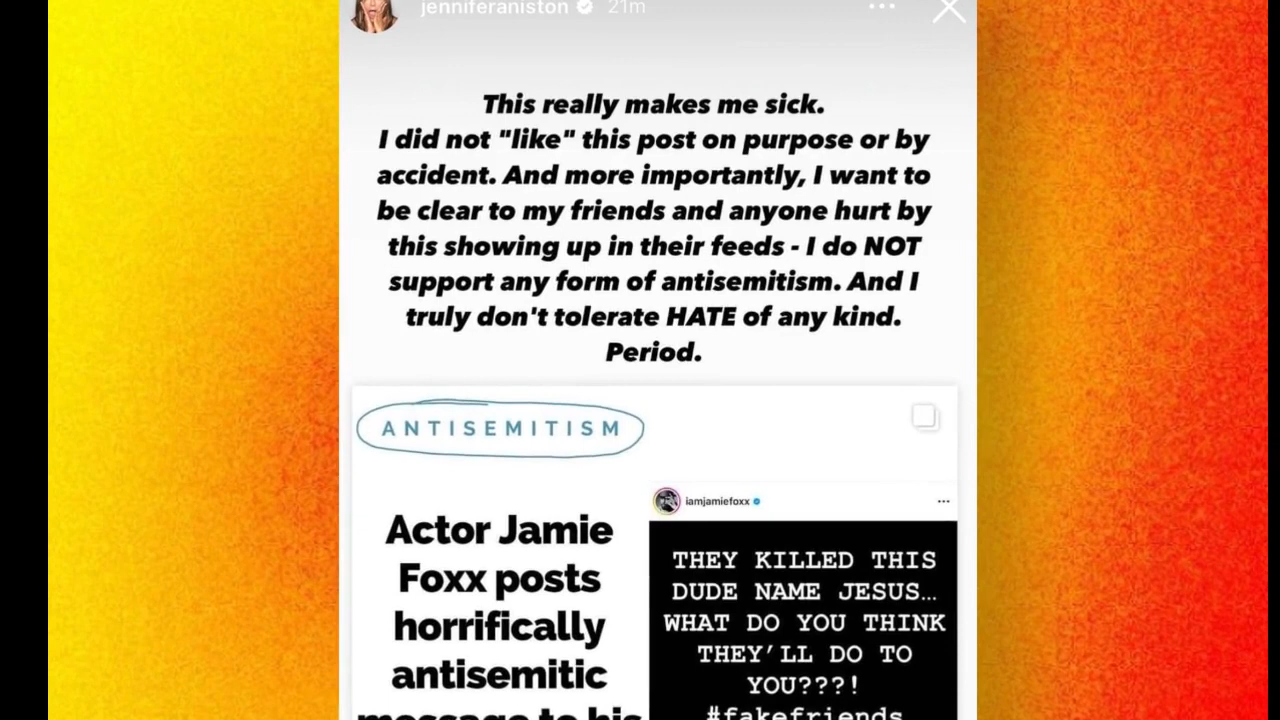 jenniferaniston 21m
This really makes me sick.
I did not "like" this post on purpose or by
accident. And more importantly, I want to
be clear to my friends and anyone hurt by
this showing up in their feeds - I do NOT
support any form of antisemitism. And I
truly don't tolerate HATE of any kind.
Period.
ANTISEMITISM
Actor Jamie
Foxx posts
horrifically
antisemitic
message to his
iamjamiefoxx
THEY KILLED THIS
DUDE NAME JESUS…
WHAT DO YOU THINK
THEY'LL DO TO
YOU???!
#fakefriends